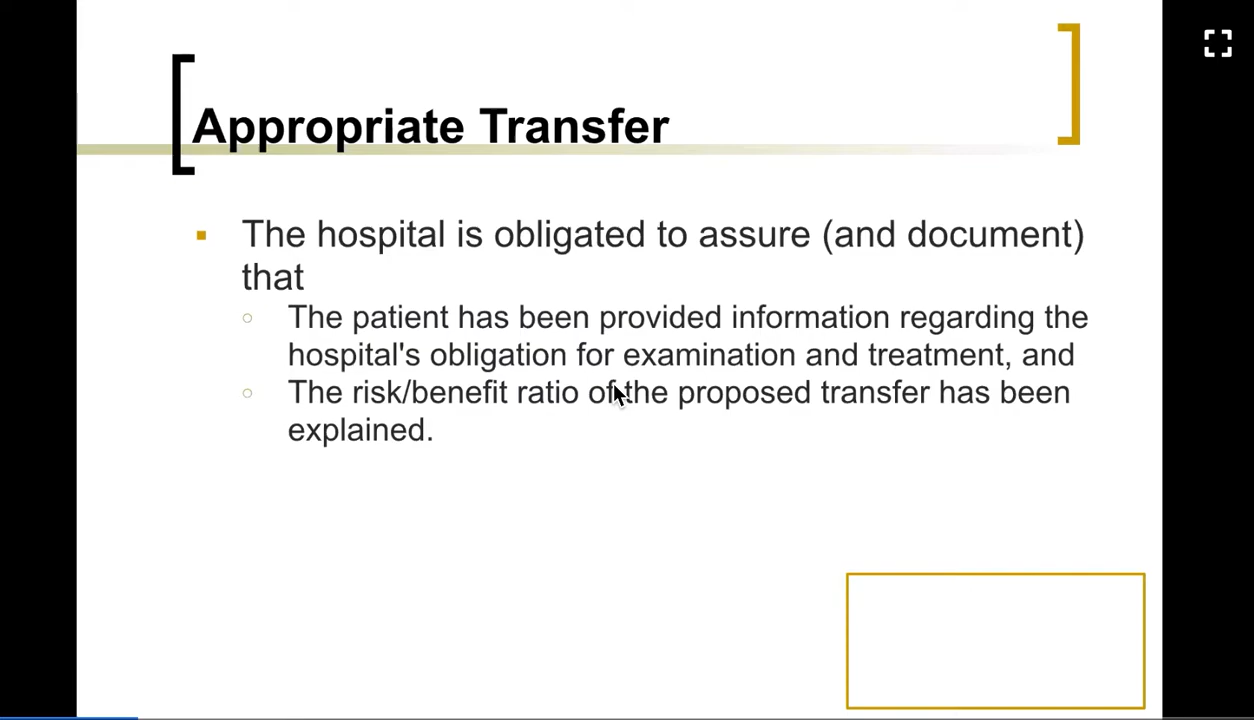 Appropriate Transfer
The hospital is obligated to assure (and document)
that
The patient has been provided information regarding the
hospital's obligation for examination and treatment, and
The risk/benefit ratio of the proposed transfer has been
explained.